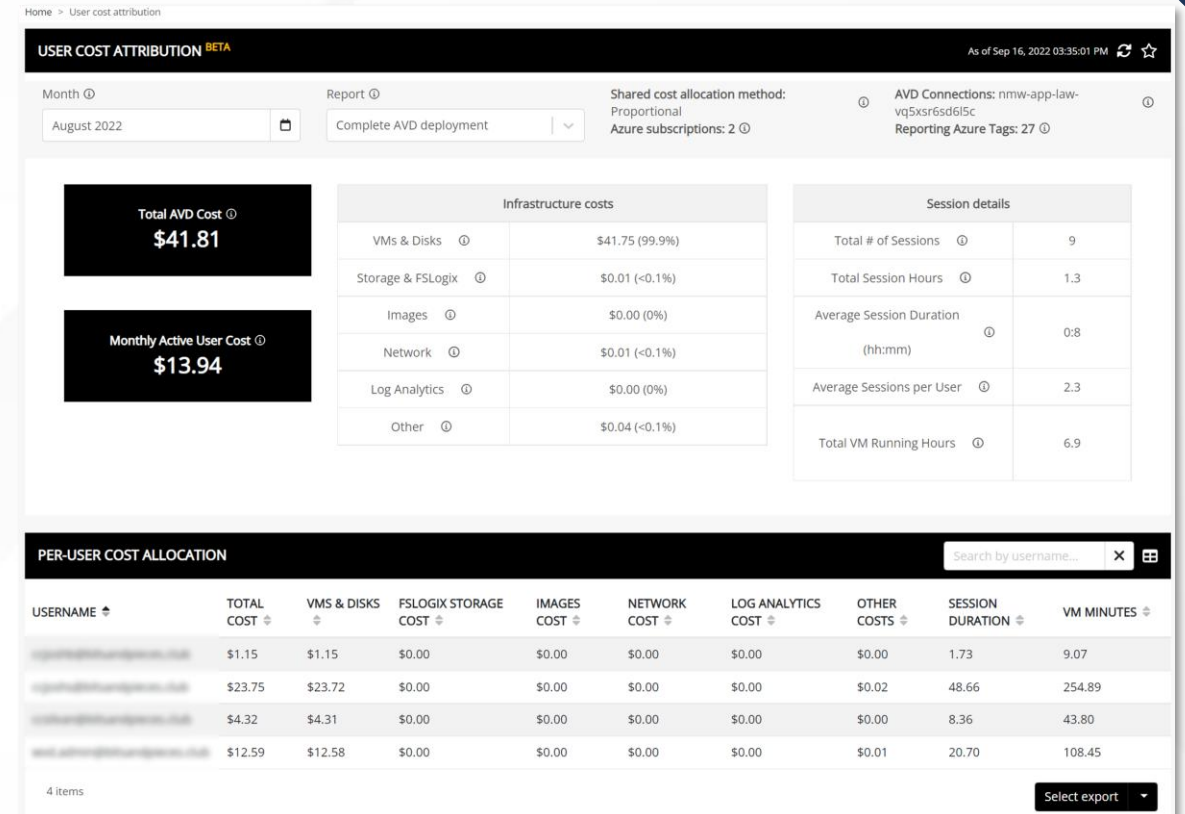 Home > User cost attribution
USER COST ATTRIBUTION BETA
As of Sep 16, 2022 03:35:01 PM
Month
Report
Shared cost allocation method:
Proportional
Azure subscriptions: 2
AVD Connections: nmw-app-law-
vq5xsr6sd6l5c
Reporting Azure Tags: 27
August 2022
Complete AVD deployment
Total AVD Cost
$41.81
Monthly Active User Cost
$13.94
Infrastructure costs
VMs & Disks $41.75 (99.9%)
Storage & FSLogix $0.01 (<0.1%)
Images $0.00 (0%)
Network $0.01 (<0.1%)
Log Analytics $0.00 (0%)
Other $0.04 (<0.1%)
Session details
Total # of Sessions 9
Total Session Hours 1.3
Average Session Duration
(hh:mm) 0:8
Average Sessions per User 2.3
Total VM Running Hours 6.9
PER-USER COST ALLOCATION
Search by username...
USERNAME TOTAL COST VMS & DISKS FSLOGIX STORAGE COST IMAGES COST NETWORK COST LOG ANALYTICS COST OTHER COSTS SESSION DURATION VM MINUTES
$1.15 $1.15 $0.00 $0.00 $0.00 $0.00 $0.00 1.73 9.07
$23.75 $23.72 $0.00 $0.00 $0.00 $0.00 $0.02 48.66 254.89
$4.32 $4.31 $0.00 $0.00 $0.00 $0.00 $0.00 8.36 43.80
$12.59 $12.58 $0.00 $0.00 $0.00 $0.00 $0.01 20.70 108.45
4 items
Select export